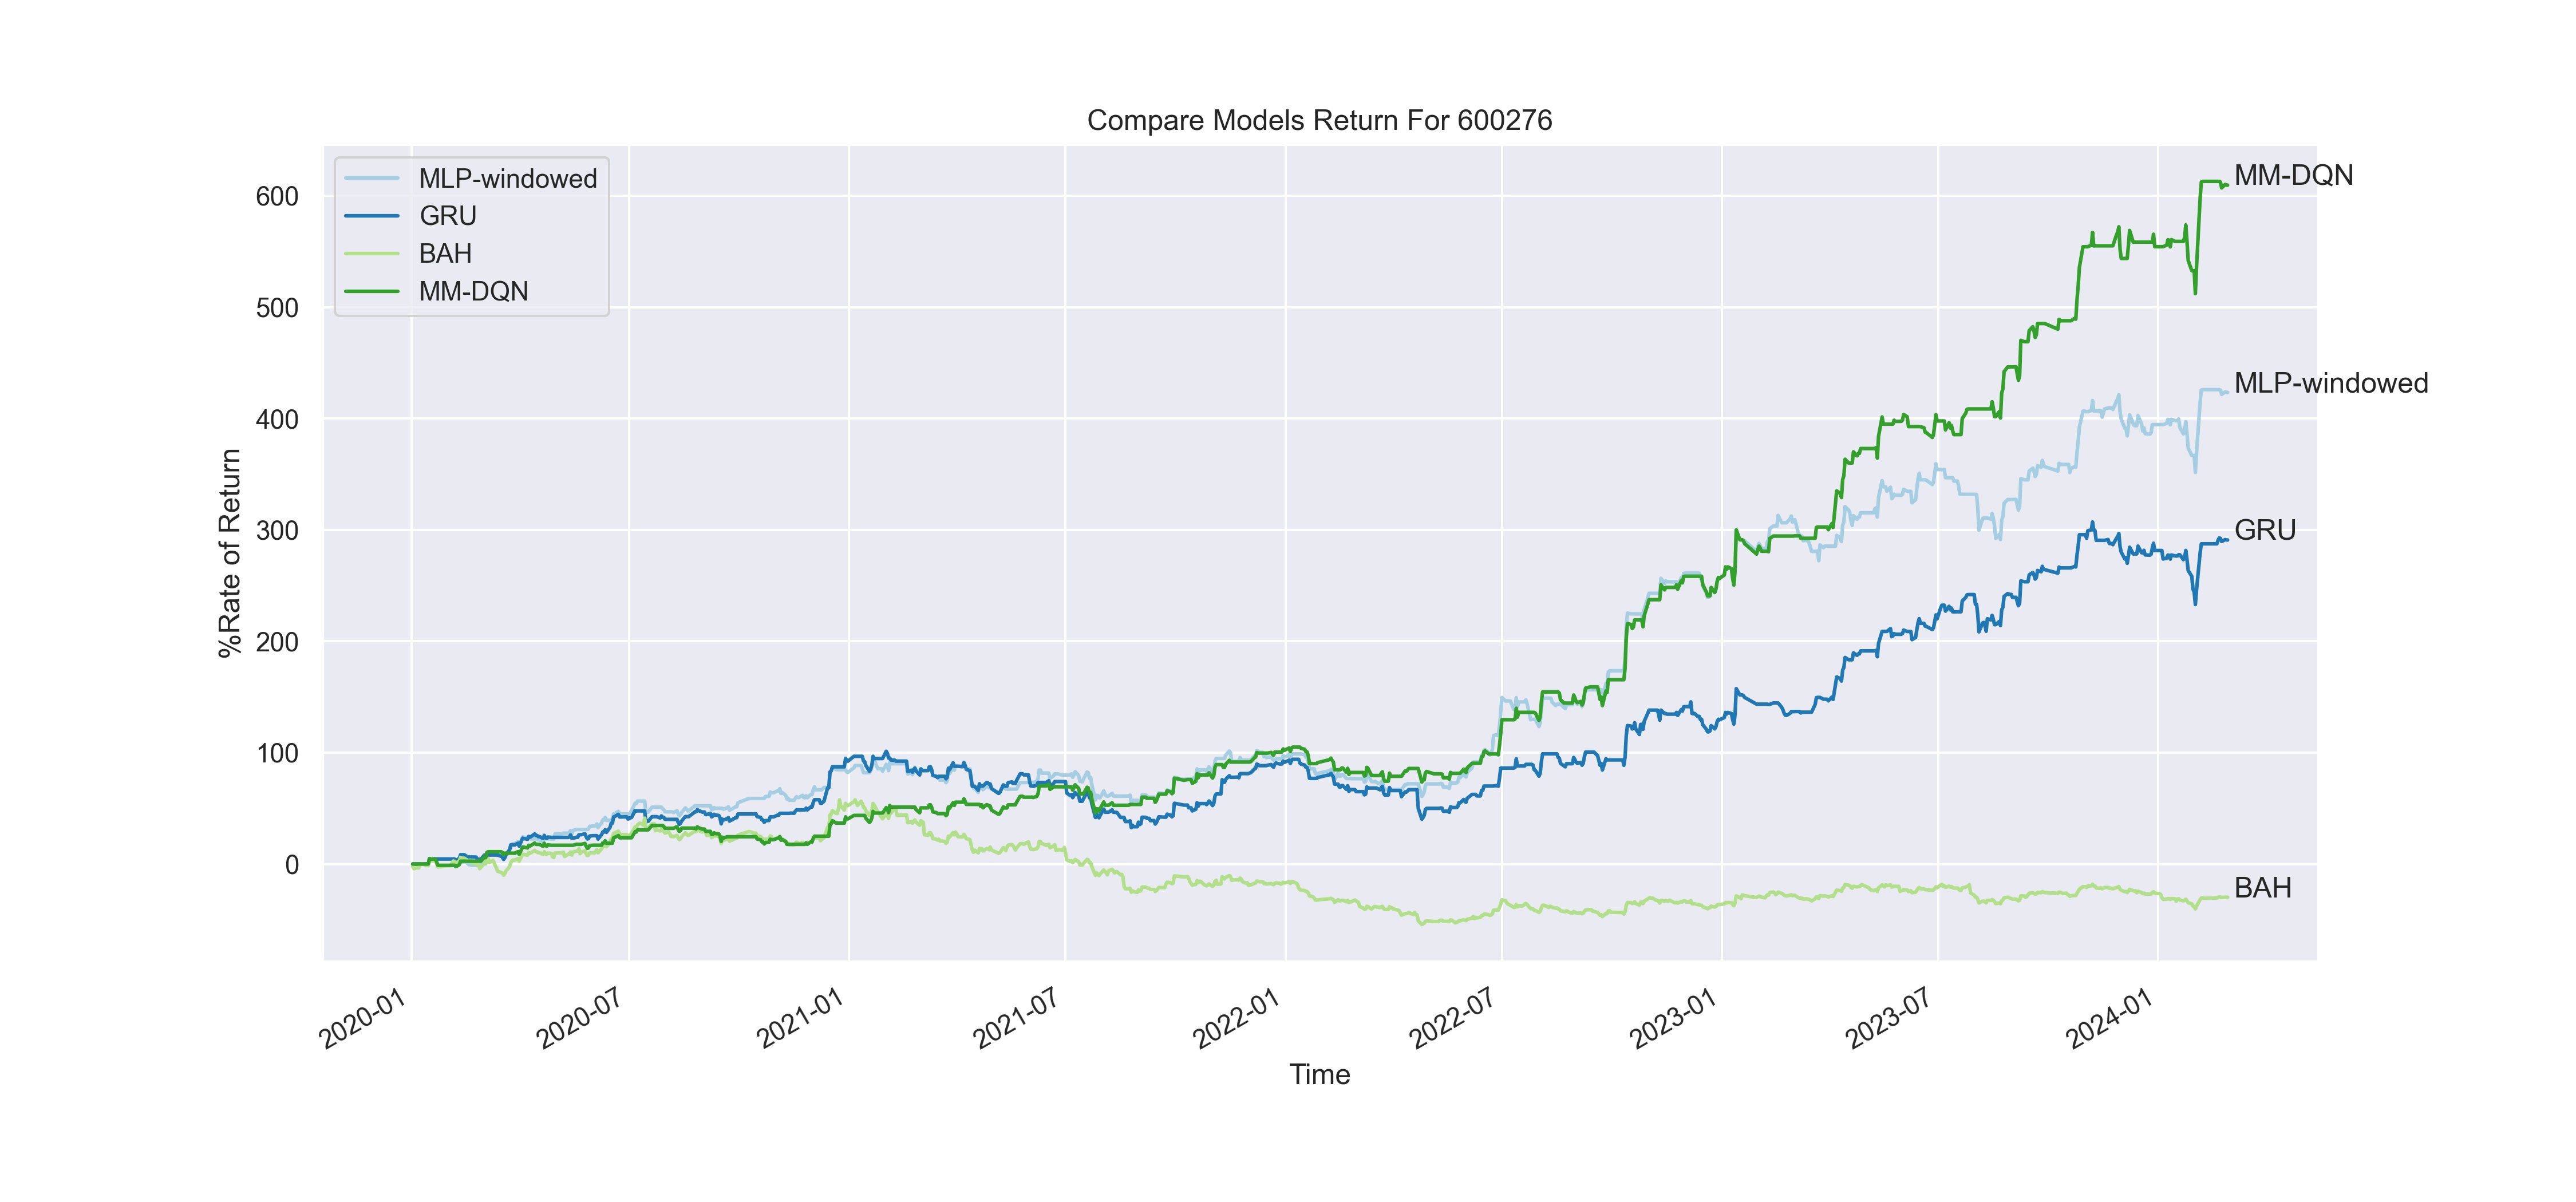 Compare Models Return For 600276
MLP-windowed
GRU
BAH
MM-DQN
600
500
400
300
200
100
0
%Rate of Return
MM-DQN
MLP-windowed
GRU
BAH
2020-01
2020-07
2021-01
2021-07
2022-01
2022-07
2023-01
2023-07
2024-01
Time